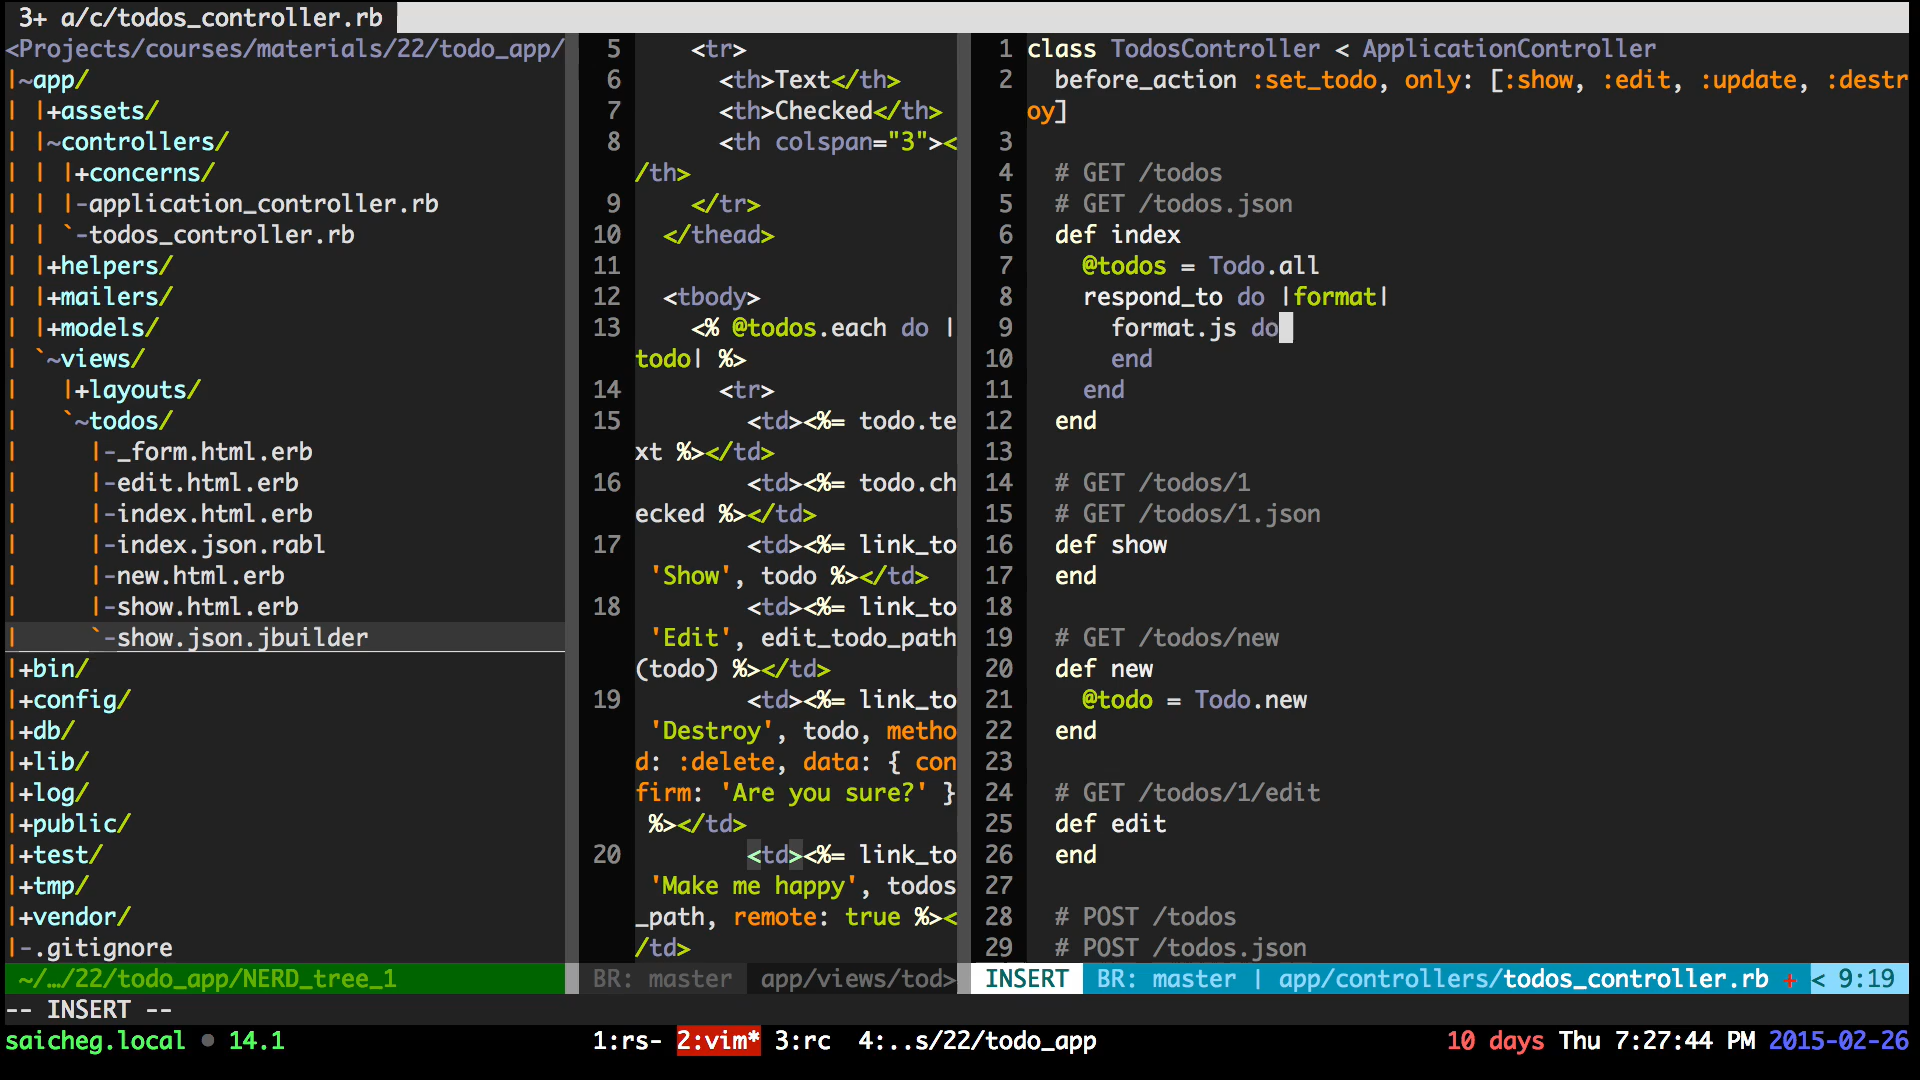 3+ a/c/todos_controller.rb
<Projects/courses/materials/22/todo_app/
|~app/
| |+assets/
| |~controllers/
| | |+concerns/
| | |-application_controller.rb
| | `-todos_controller.rb
| |+helpers/
| |+mailers/
| |+models/
| `~views/
|   |+layouts/
|   `~todos/
|     |-_form.html.erb
|     |-edit.html.erb
|     |-index.html.erb
|     |-index.json.rabl
|     |-new.html.erb
|     |-show.html.erb
|     `-show.json.jbuilder
|+bin/
|+config/
|+db/
|+lib/
|+log/
|+public/
|+test/
|+tmp/
|+vendor/
|-.gitignore
~/…/22/todo_app/NERD_tree_1
5     <tr>
6       <th>Text</th>
7       <th>Checked</th>
8       <th colspan="3"><
/th>
9     </tr>
10   </thead>
11
12   <tbody>
13     <% @todos.each do |
todo| %>
14       <tr>
15         <td><%= todo.te
xt %></td>
16         <td><%= todo.ch
ecked %></td>
17         <td><%= link_to
 'Show', todo %></td>
18         <td><%= link_to
 'Edit', edit_todo_path
(todo) %></td>
19         <td><%= link_to
 'Destroy', todo, metho
d: :delete, data: { con
firm: 'Are you sure?' }
 %></td>
20         <td><%= link_to
 'Make me happy', todos
_path, remote: true %><
/td>
BR: master  app/views/tod>
1 class TodosController < ApplicationController
2   before_action :set_todo, only: [:show, :edit, :update, :destr
oy]
3
4   # GET /todos
5   # GET /todos.json
6   def index
7     @todos = Todo.all
8     respond_to do |format|
9       format.js do
10       end
11     end
12   end
13
14   # GET /todos/1
15   # GET /todos/1.json
16   def show
17   end
18
19   # GET /todos/new
20   def new
21     @todo = Todo.new
22   end
23
24   # GET /todos/1/edit
25   def edit
26   end
27
28   # POST /todos
29   # POST /todos.json
INSERT  BR: master | app/controllers/todos_controller.rb + < 9:19
-- INSERT --
saicheg.local ● 14.1  1:rs- 2:vim* 3:rc  4:..s/22/todo_app  10 days Thu 7:27:44 PM 2015-02-26